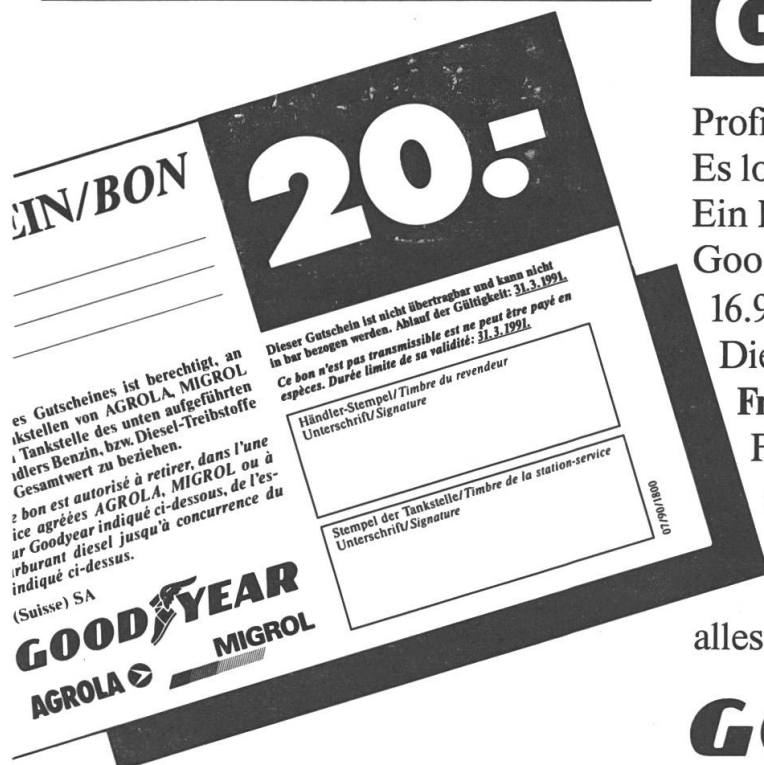 20.-
EIN/BON
Dieser Gutschein ist nicht übertragbar und kann nicht
in bar bezogen werden. Ablauf der Gültigkeit: 31.3.1991.
Ce bon n'est pas transmissible est ne peut être payé en
espèces. Durée limite de sa validité: 31.3.1991.
Händler-Stempel/Timbre du revendeur
Unterschrift/Signature
Stempel der Tankstelle/Timbre de la station-service
Unterschrift/Signature
07/90/1800
es Gutscheines ist berechtigt, an
kstellen von AGROLA, MIGROL
Tankstelle des unten aufgeführten
dlers Benzin, bzw. Diesel-Treibstoffe
Gesamtwert zu beziehen.
e bon est autorisé à retirer, dans l'une
ice agréées AGROLA, MIGROL ou à
ur Goodyear indiqué ci-dessous, de l'es-
rburant diesel jusqu'à concurrence du
indiqué ci-dessus.
(Suisse) SA
GOODYEAR
AGROLA MIGROL
G
Profi
Es lo
Ein
Goo
16.9
Die
Fr
F
alles
GO